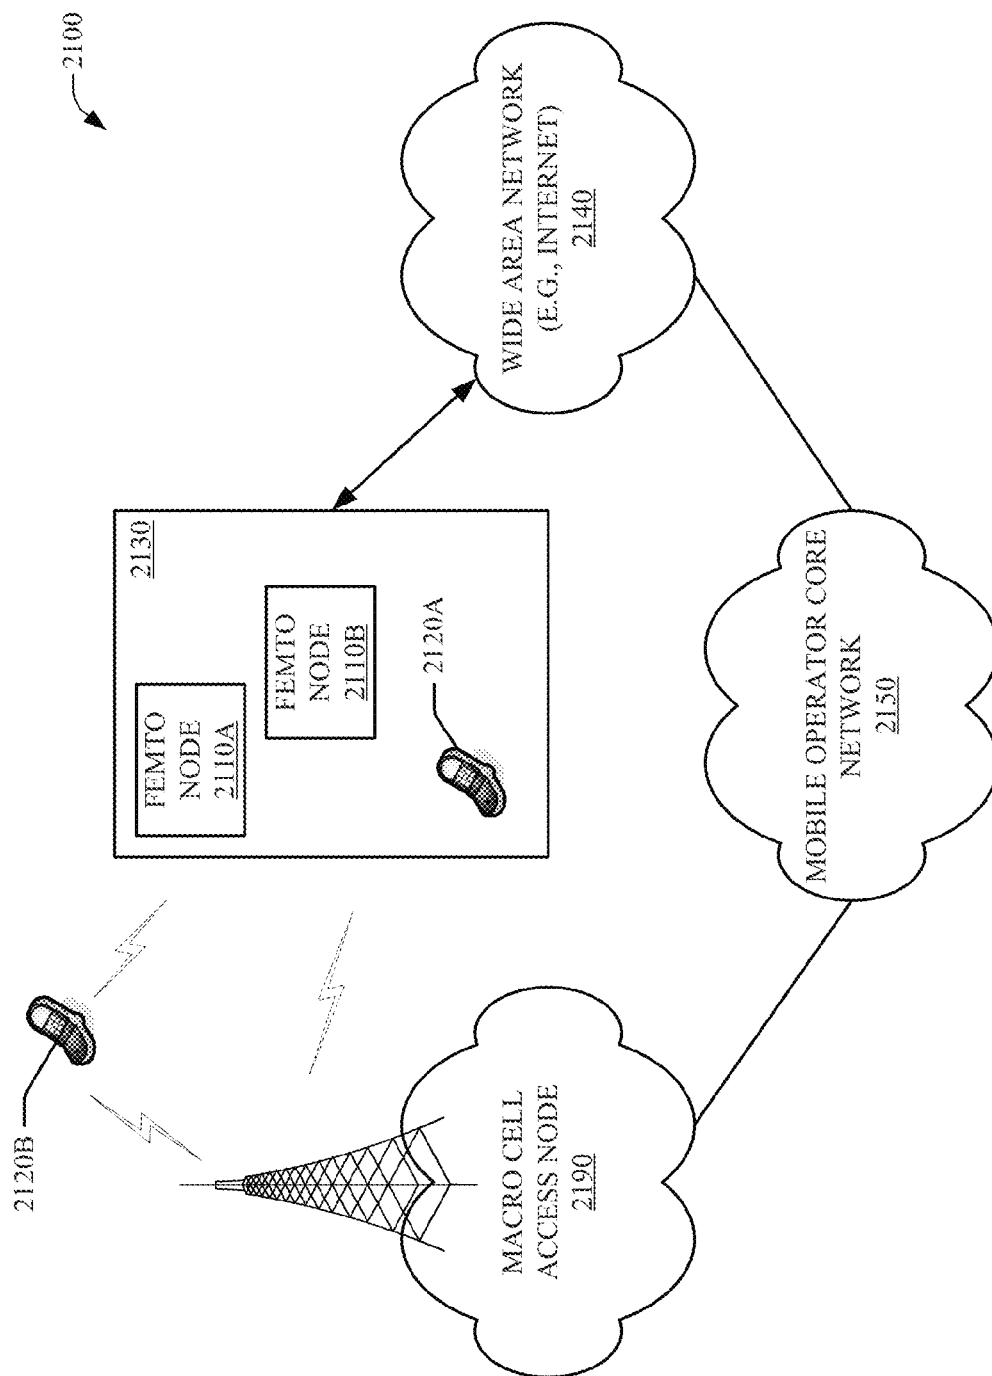 2100
2120B
FEMTO
NODE
2110A
2130
FEMTO
NODE
2110B
2120A
MACRO CELL
ACCESS NODE
2190
WIDE AREA NETWORK
(E.G., INTERNET)
2140
MOBILE OPERATOR CORE
NETWORK
2150